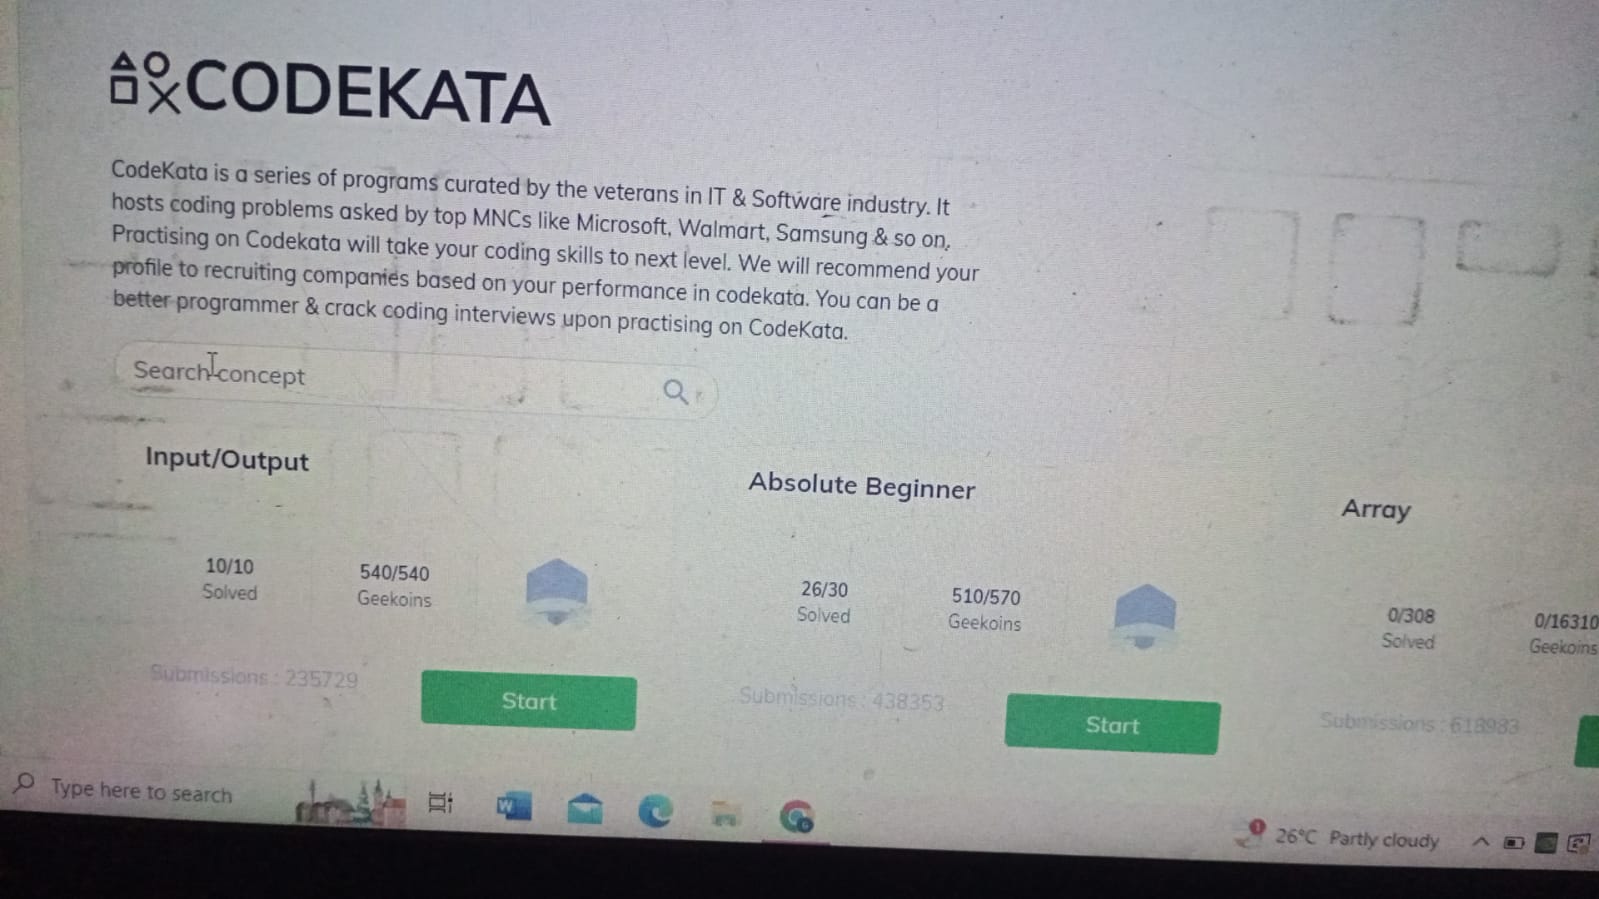 CODEKATA
CodeKata is a series of programs curated by the veterans in IT & Software industry. It
hosts coding problems asked by top MNCs like Microsoft, Walmart, Samsung & so on.
Practising on Codekata will take your coding skills to next level. We will recommend your
profile to recruiting companies based on your performance in codekata. You can be a
better programmer & crack coding interviews upon practising on CodeKata.
Search concept
Input/Output
10/10
Solved
540/540
Geekoins
Submissions : 235729
Start
Absolute Beginner
26/30
Solved
510/570
Geekoins
Submissions : 438353
Start
Array
0/308
Solved
0/16310
Geekoins
Submissions : 618983
Type here to search
W
1
26°C Partly cloudy